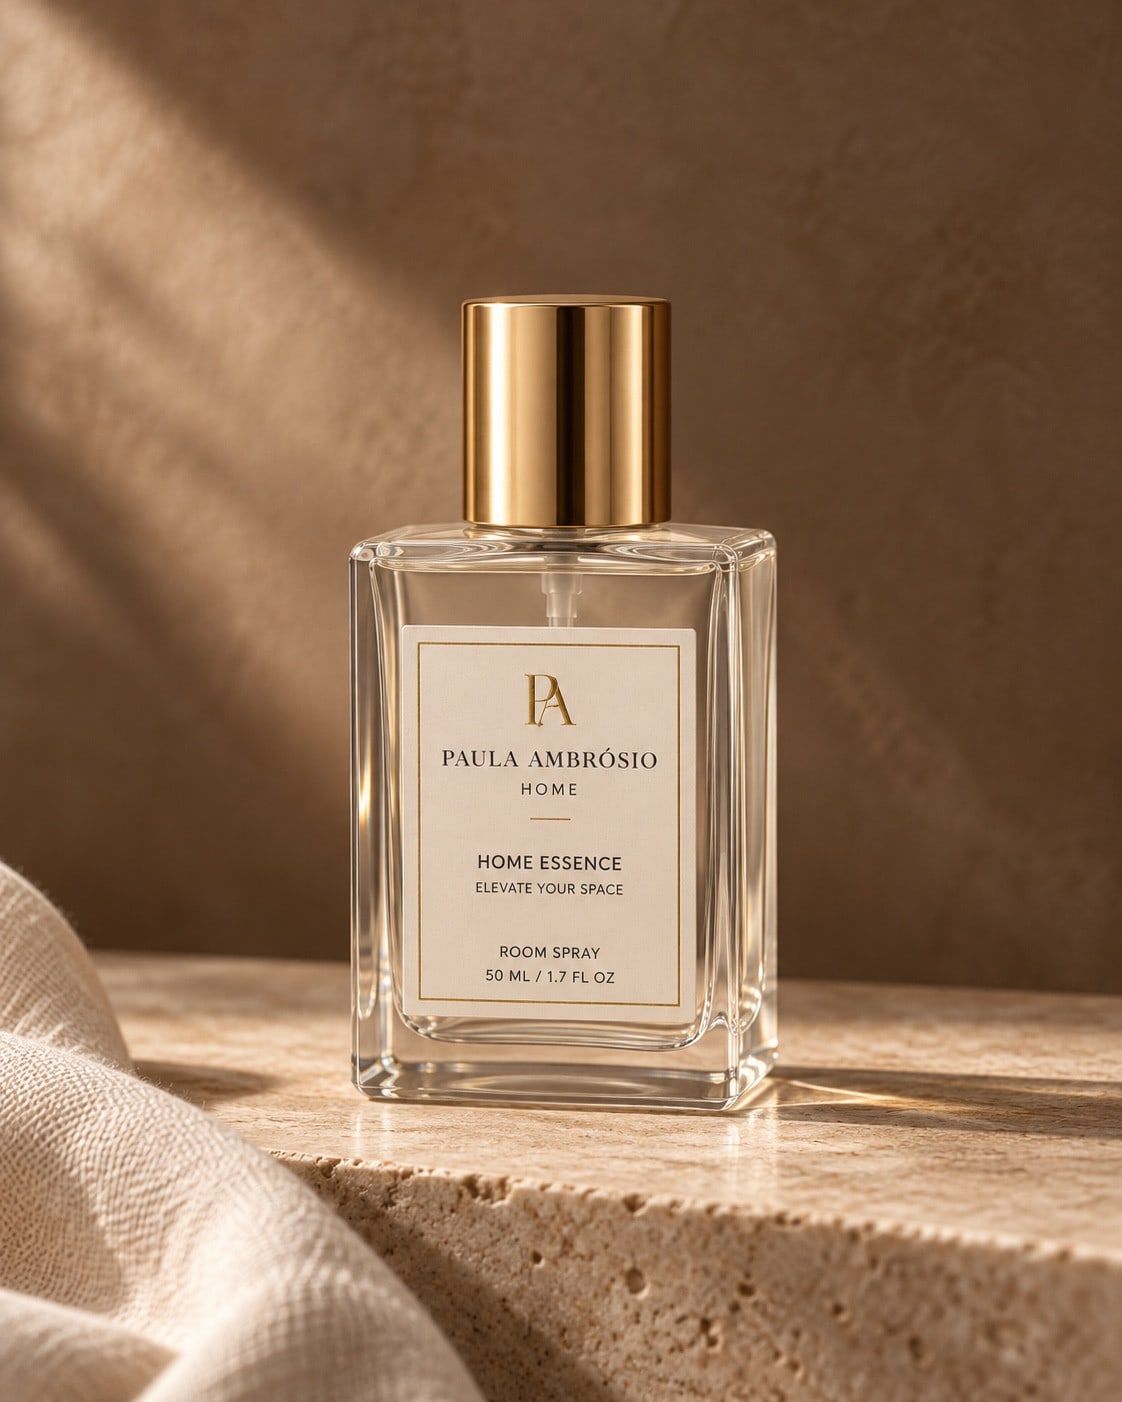 PA
PAULA AMBRÓSIO
HOME
HOME ESSENCE
ELEVATE YOUR SPACE
ROOM SPRAY
50 ML / 1.7 FL OZ